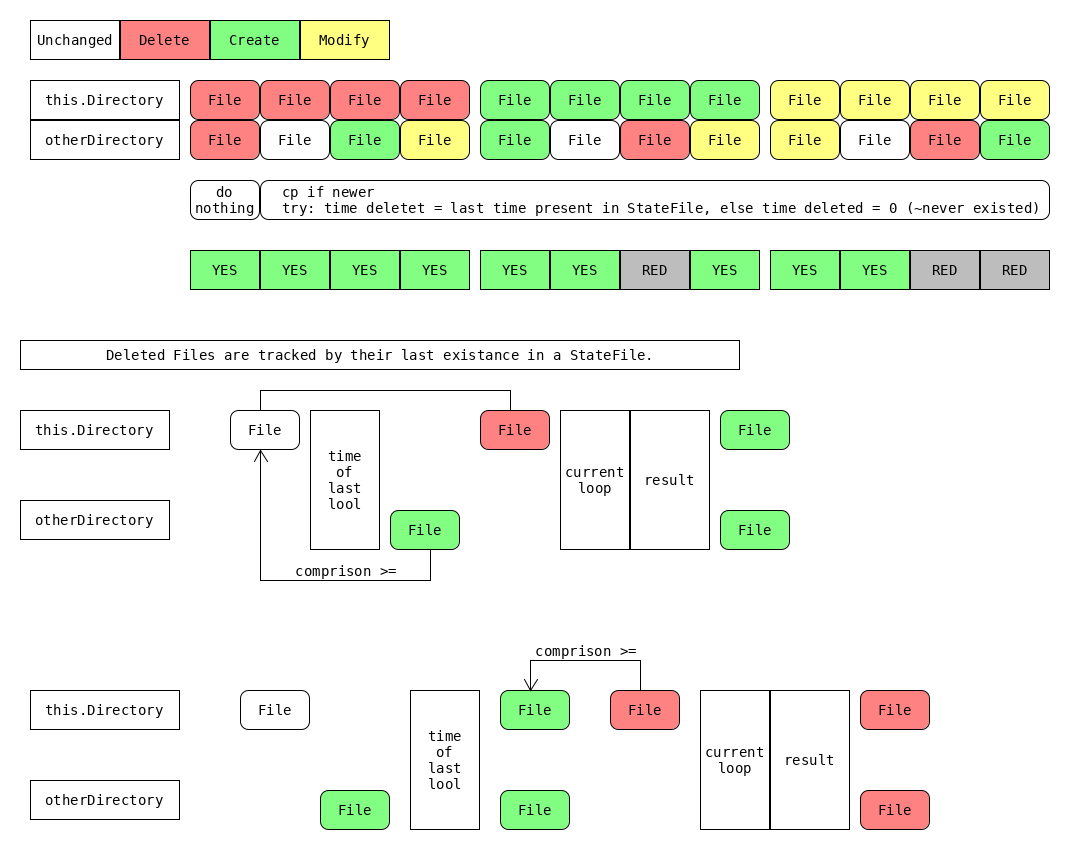 Unchanged Delete Create Modify
this.Directory File File File File File File File File File File File File
otherDirectory File File File File File File File File File File File File
do
nothing
cp if newer
try: time deletet = last time present in StateFile, else time deleted = 0 (~never existed)
YES YES YES YES YES YES RED YES YES YES RED RED
Deleted Files are tracked by their last existance in a StateFile.
this.Directory File File File
time
of
last
lool
current
loop
result
otherDirectory File File
comprison >=
comprison >=
this.Directory File File File File
time
of
last
lool
current
loop
result
otherDirectory File File File